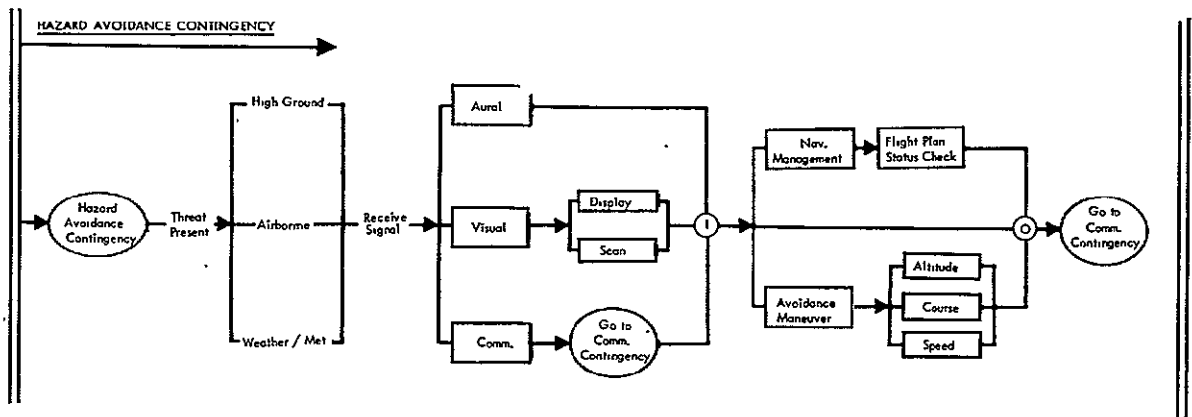 HAZARD AVOIDANCE CONTINGENCY
Hazard
Avoidance
Contingency
Threat
Present
High Ground
Airborne
Weather / Met
Receive
Signal
Aural
Visual
Display
Scan
Comm.
Go to
Comm.
Contingency
I
Nav.
Management
Flight Plan
Status Check
Avoidance
Maneuver
Altitude
Course
Speed
O
Go to
Comm.
Contingency